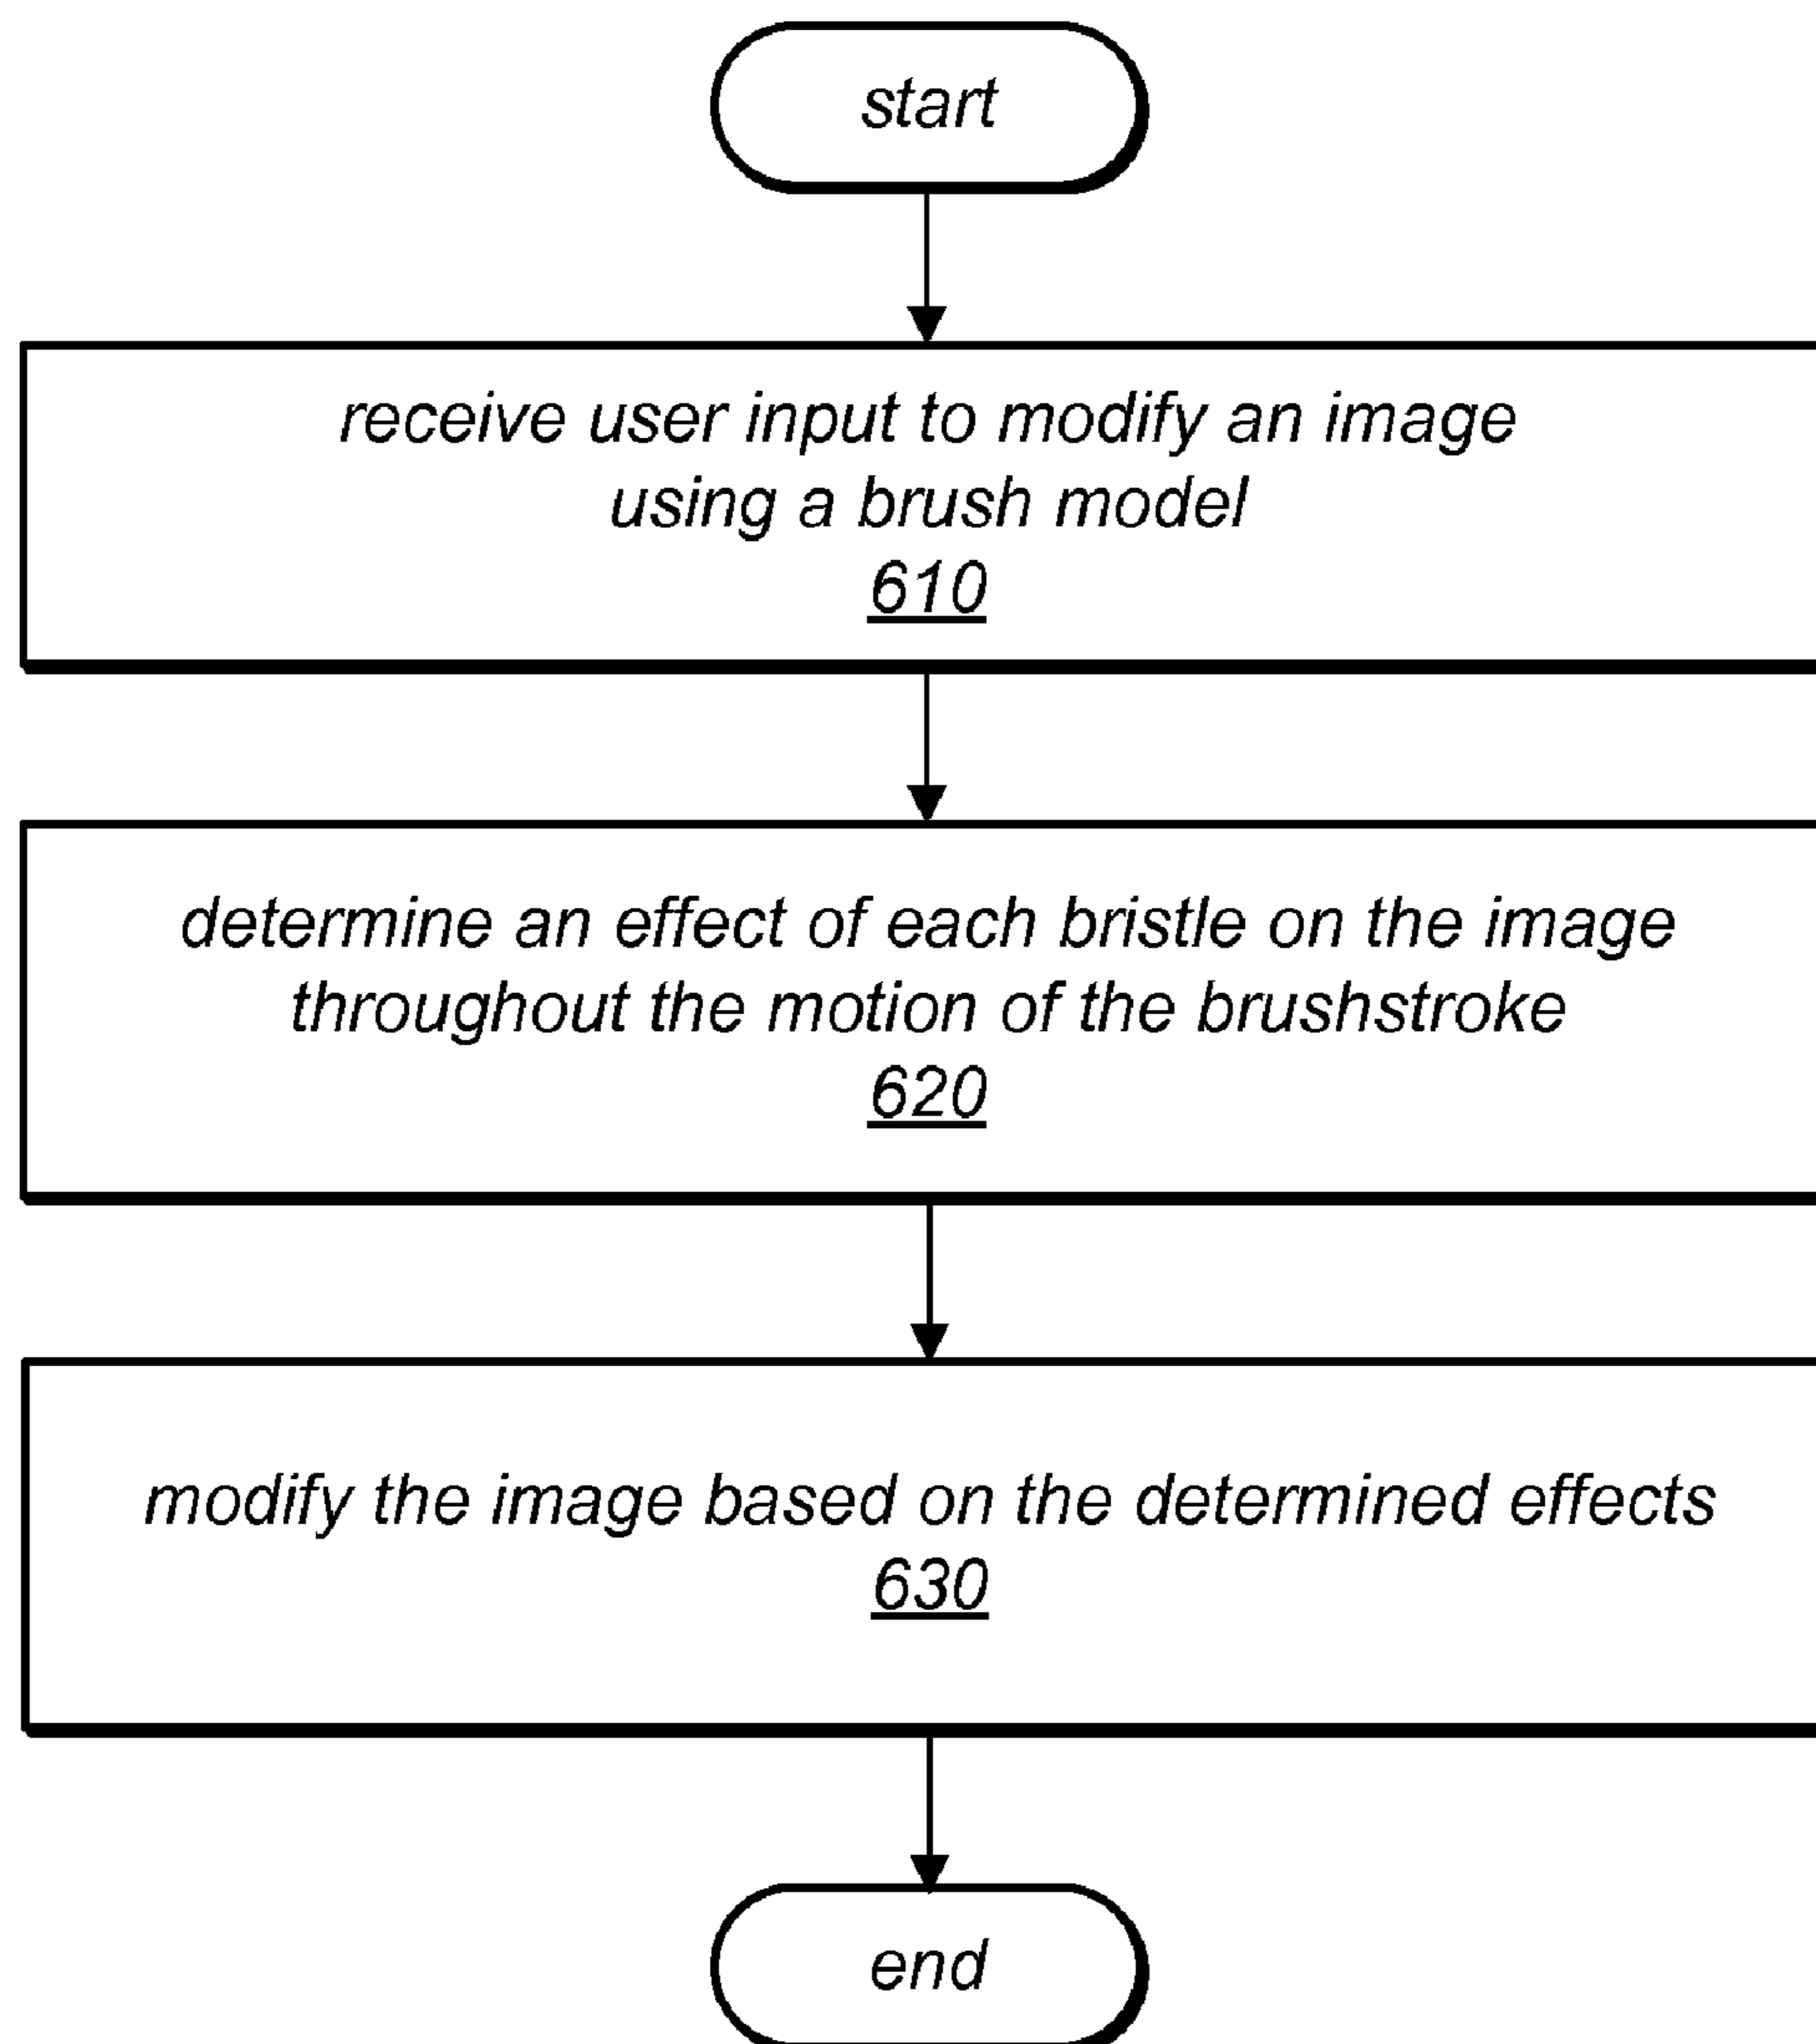 start
receive user input to modify an image
using a brush model
610
determine an effect of each bristle on the image
throughout the motion of the brushstroke
620
modify the image based on the determined effects
630
end